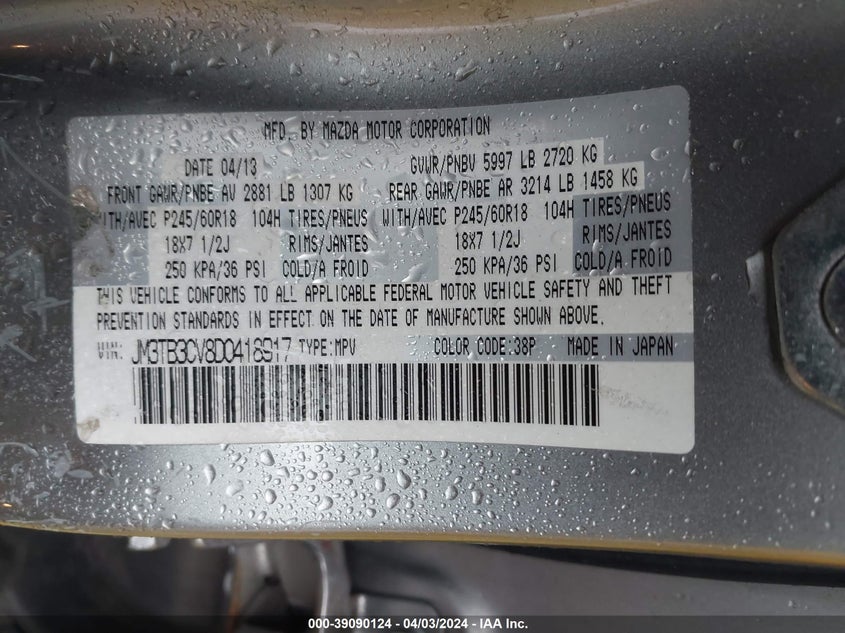 MFD. BY MAZDA MOTOR CORPORATION
DATE 04/13 GVWR/PNBV 5997 LB 2720 KG
FRONT GAWR/PNBE AV 2881 LB 1307 KG REAR GAWR/PNBE AR 3214 LB 1458 KG
WITH/AVEC P245/60R18 104H TIRES/PNEUS WITH/AVEC P245/60R18 104H TIRES/PNEUS
18X7 1/2J RIMS/JANTES 18X7 1/2J RIMS/JANTES
250 KPA/36 PSI COLD/A FROID 250 KPA/36 PSI COLD/A FROID
THIS VEHICLE CONFORMS TO ALL APPLICABLE FEDERAL MOTOR VEHICLE SAFETY AND THEFT
PREVENTION STANDARDS IN EFFECT ON THE DATE OF MANUFACTURE SHOWN ABOVE.
VIN: JM3TB3CV8D0418917 TYPE:MPV COLOR CODE:38P MADE IN JAPAN
000-39090124 - 04/03/2024 - IAA Inc.